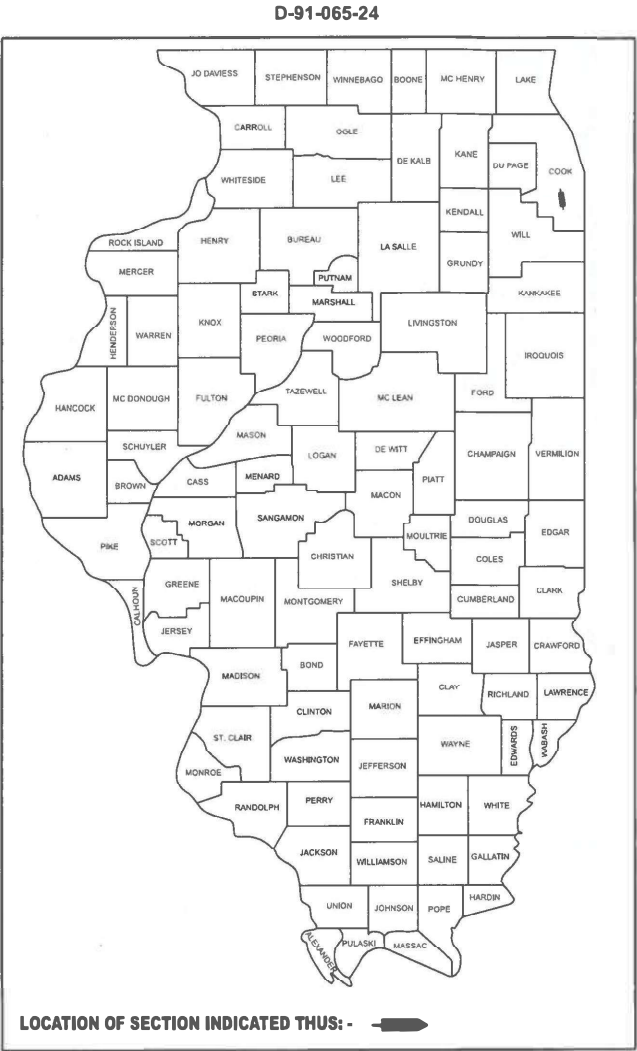 D-91-065-24
JO DAVIESS
STEPHENSON
WINNEBAGO
BOONE
MC HENRY
LAKE
CARROLL
OGLE
DE KALB
KANE
DU PAGE
COOK
WHITESIDE
LEE
KENDALL
WILL
ROCK ISLAND
HENRY
BUREAU
LA SALLE
GRUNDY
MERCER
PUTNAM
STARK
MARSHALL
KANKAKEE
HENDERSON
WARREN
KNOX
PEORIA
WOODFORD
LIVINGSTON
IROQUOIS
HANCOCK
MC DONOUGH
FULTON
TAZEWELL
MC LEAN
FORD
MASON
SCHUYLER
LOGAN
DE WITT
CHAMPAIGN
VERMILION
ADAMS
BROWN
CASS
MENARD
PIATT
MACON
MORGAN
SANGAMON
DOUGLAS
EDGAR
PIKE
SCOTT
CHRISTIAN
MOULTRIE
COLES
GREENE
MACOUPIN
MONTGOMERY
SHELBY
CUMBERLAND
CLARK
CALHOUN
JERSEY
FAYETTE
EFFINGHAM
JASPER
CRAWFORD
MADISON
BOND
CLAY
RICHLAND
LAWRENCE
CLINTON
MARION
ST. CLAIR
WASHINGTON
WAYNE
EDWARDS
WABASH
MONROE
JEFFERSON
RANDOLPH
PERRY
HAMILTON
WHITE
FRANKLIN
JACKSON
WILLIAMSON
SALINE
GALLATIN
UNION
JOHNSON
POPE
HARDIN
ALEXANDER
PULASKI
MASSAC
LOCATION OF SECTION INDICATED THUS: -